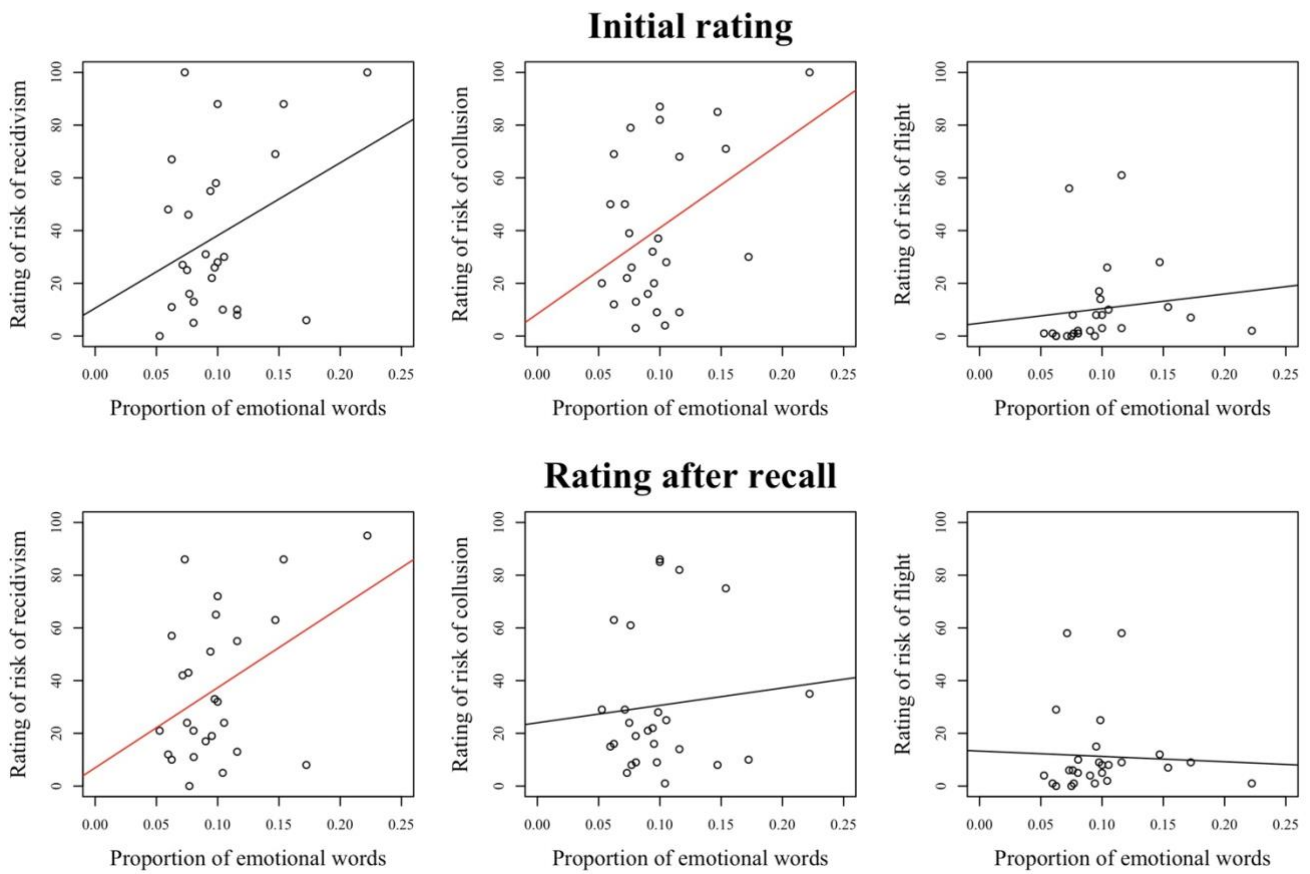 Initial rating
Rating of risk of recidivism
100
80
60
40
20
0
0.00 0.05 0.10 0.15 0.20 0.25
Proportion of emotional words
Rating of risk of collusion
100
80
60
40
20
0
0.00 0.05 0.10 0.15 0.20 0.25
Proportion of emotional words
Rating of risk of flight
100
80
60
40
20
0
0.00 0.05 0.10 0.15 0.20 0.25
Proportion of emotional words
Rating after recall
Rating of risk of recidivism
100
80
60
40
20
0
0.00 0.05 0.10 0.15 0.20 0.25
Proportion of emotional words
Rating of risk of collusion
100
80
60
40
20
0
0.00 0.05 0.10 0.15 0.20 0.25
Proportion of emotional words
Rating of risk of flight
100
80
60
40
20
0
0.00 0.05 0.10 0.15 0.20 0.25
Proportion of emotional words